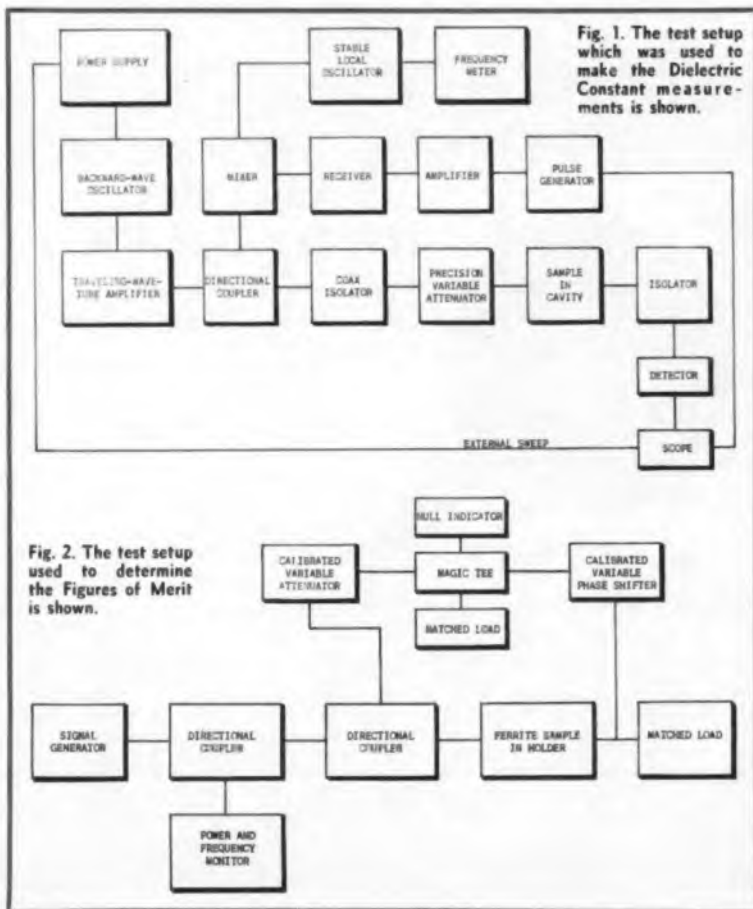 Fig. 1. The test setup
which was used to
make the Dielectric
Constant measure-
ments is shown.
POWER SUPPLY
STABLE
LOCAL
OSCILLATOR
FREQUENCY
METER
BACKWARD-WAVE
OSCILLATOR
MIXER
RECEIVER
AMPLIFIER
PULSE
GENERATOR
TRAVELING-WAVE-
TUBE AMPLIFIER
DIRECTIONAL
COUPLER
COAX
ISOLATOR
PRECISION
VARIABLE
ATTENUATOR
SAMPLE
IN
CAVITY
ISOLATOR
DETECTOR
EXTERNAL SWEEP
SCOPE
Fig. 2. The test setup
used to determine
the Figures of Merit
is shown.
NULL INDICATOR
CALIBRATED
VARIABLE
ATTENUATOR
MAGIC TEE
CALIBRATED
VARIABLE
PHASE SHIFTER
MATCHED LOAD
SIGNAL
GENERATOR
DIRECTIONAL
COUPLER
DIRECTIONAL
COUPLER
FERRITE SAMPLE
IN HOLDER
MATCHED LOAD
POWER AND
FREQUENCY
MONITOR